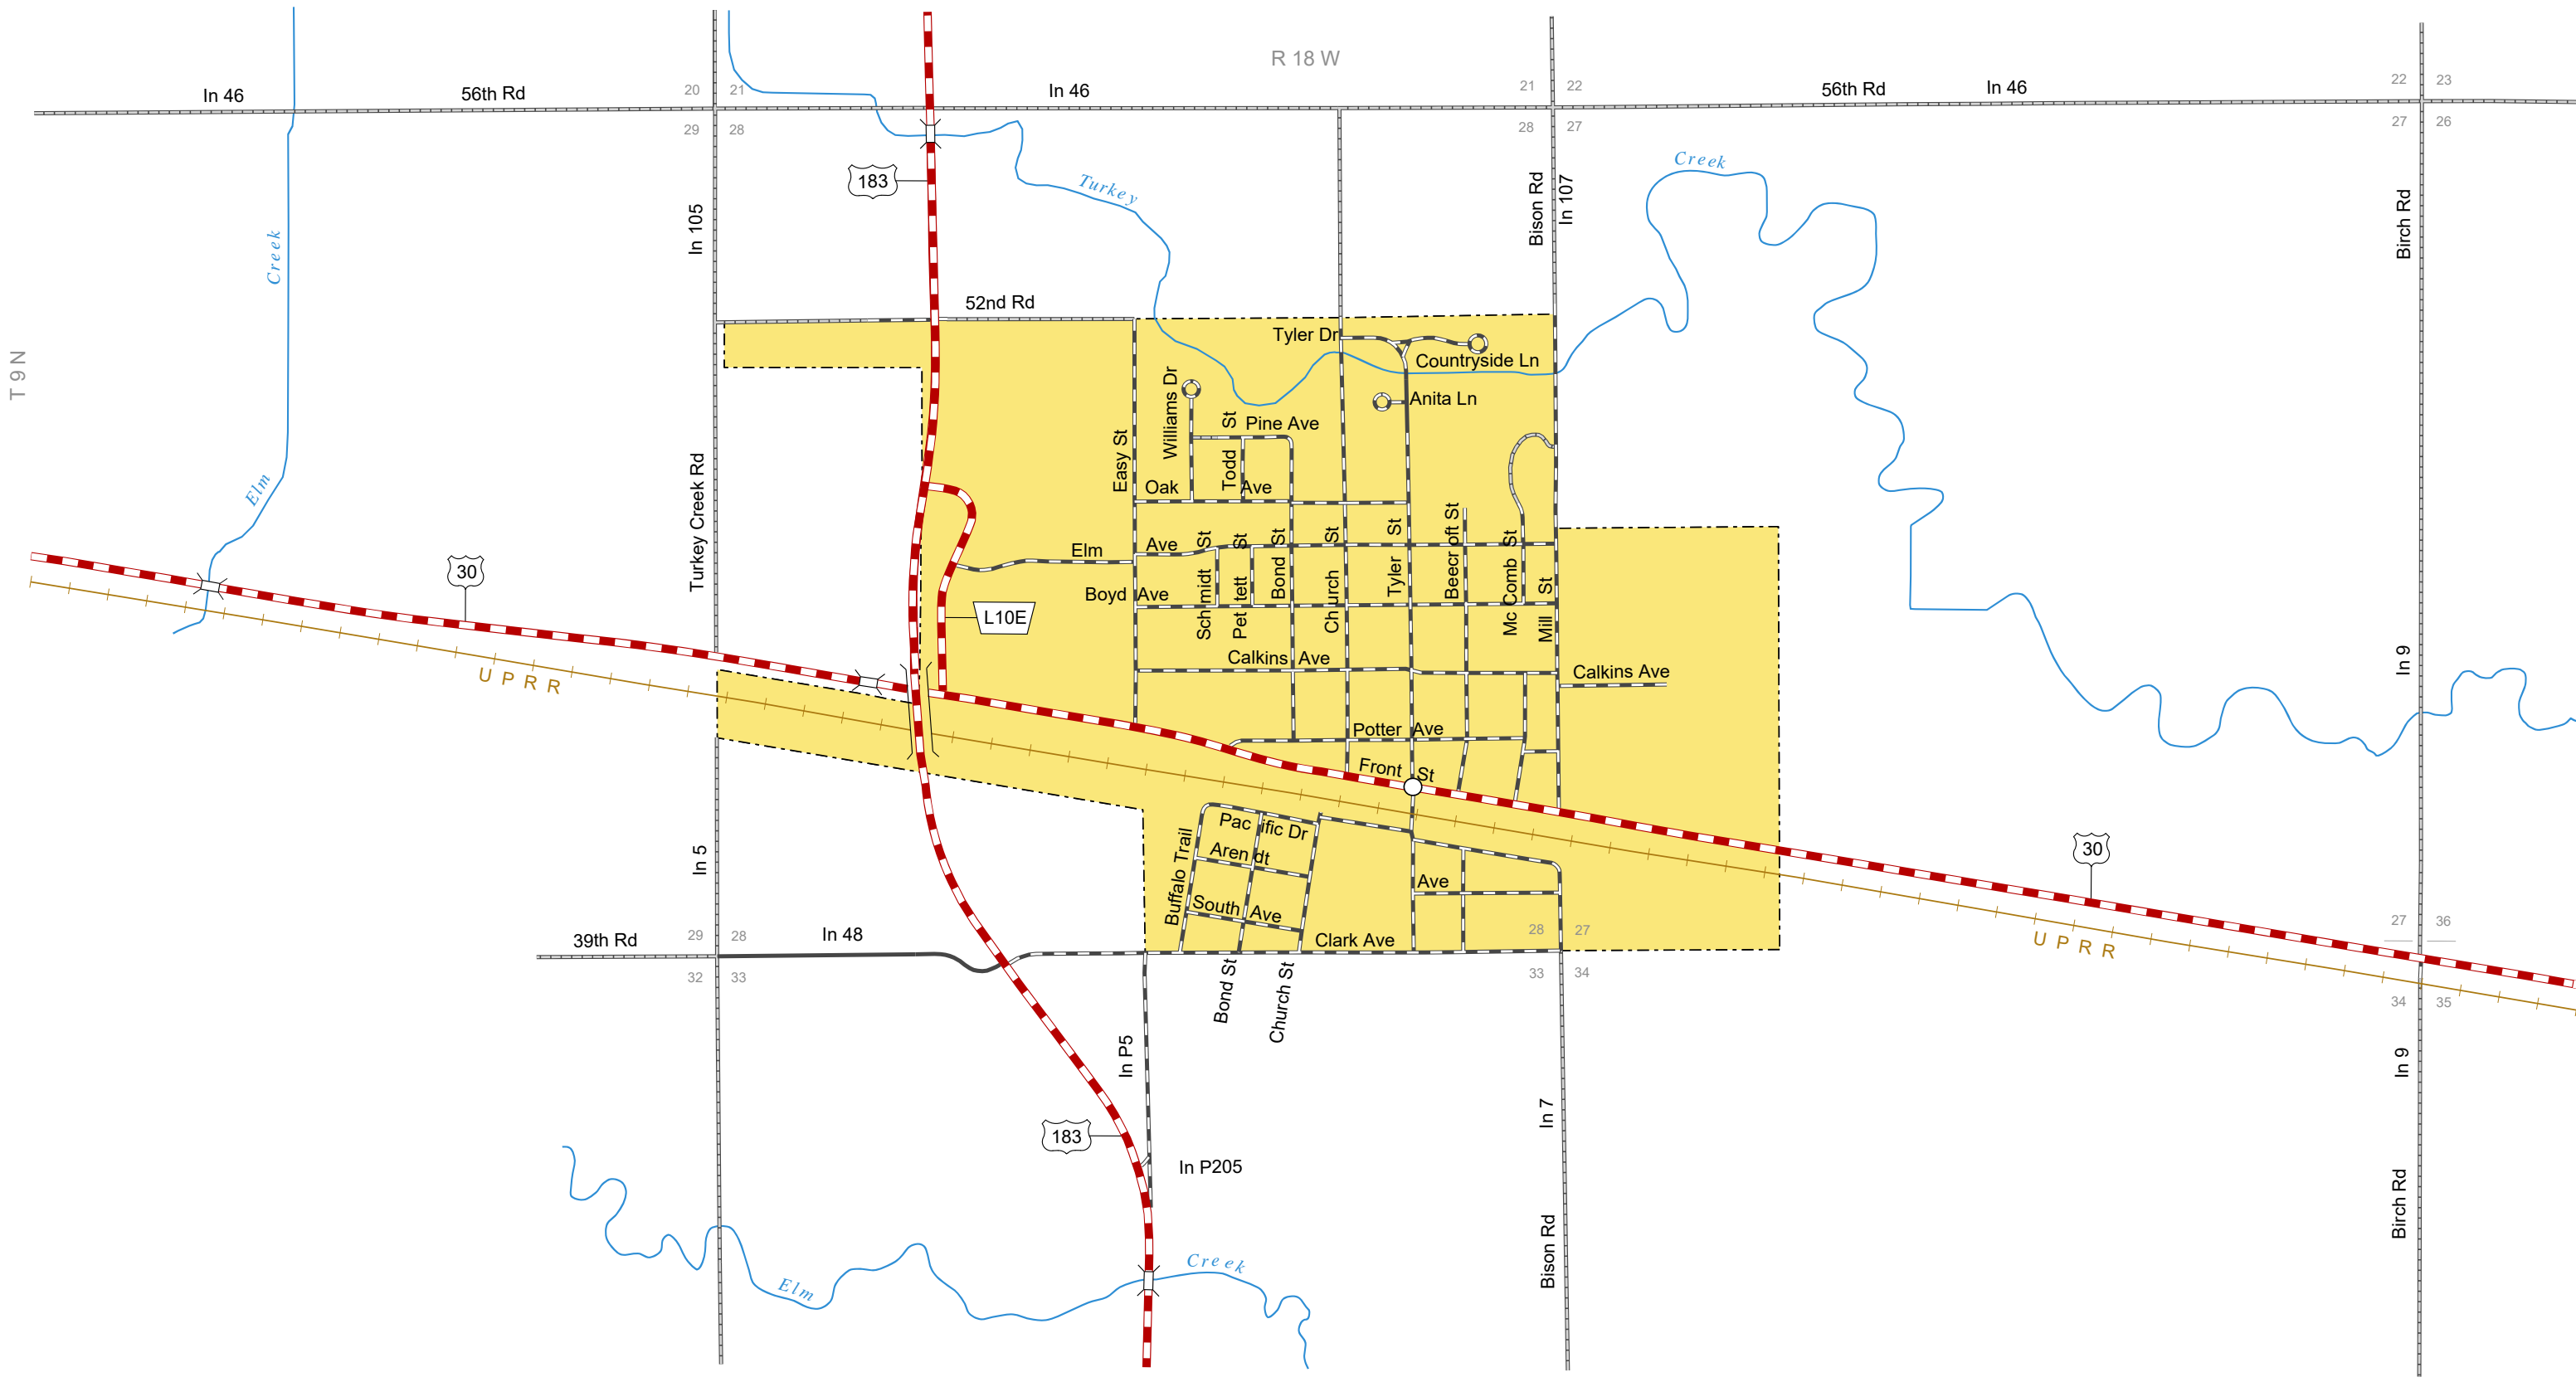 R 18 W
In 46
56th Rd
20
21
In 46
21
22
56th Rd
In 46
22
23
29
28
28
27
27
26
183
Creek
Turkey
In 105
Bison Rd
In 107
Birch Rd
Creek
52nd Rd
T 9 N
Tyler Dr
Countryside Ln
Anita Ln
Williams Dr
Todd St
Pine Ave
Easy St
Oak Ave
Elm
Turkey Creek Rd
30
Elm Ave
Schmidt St
Pettett St
Bond St
Church St
Tyler St
Beecroft St
Mc Comb St
Mill St
Boyd Ave
L10E
Calkins Ave
Calkins Ave
In 9
UPRR
Potter Ave
Front St
Pacific Dr
Arendt Ave
Buffalo Trail
South Ave
In 5
30
29
28
In 48
39th Rd
Clark Ave
28
27
27
36
UPRR
32
33
33
34
34
35
Bond St
Church St
In P5
In 7
In 9
183
In P205
Birch Rd
Bison Rd
Elm
Creek